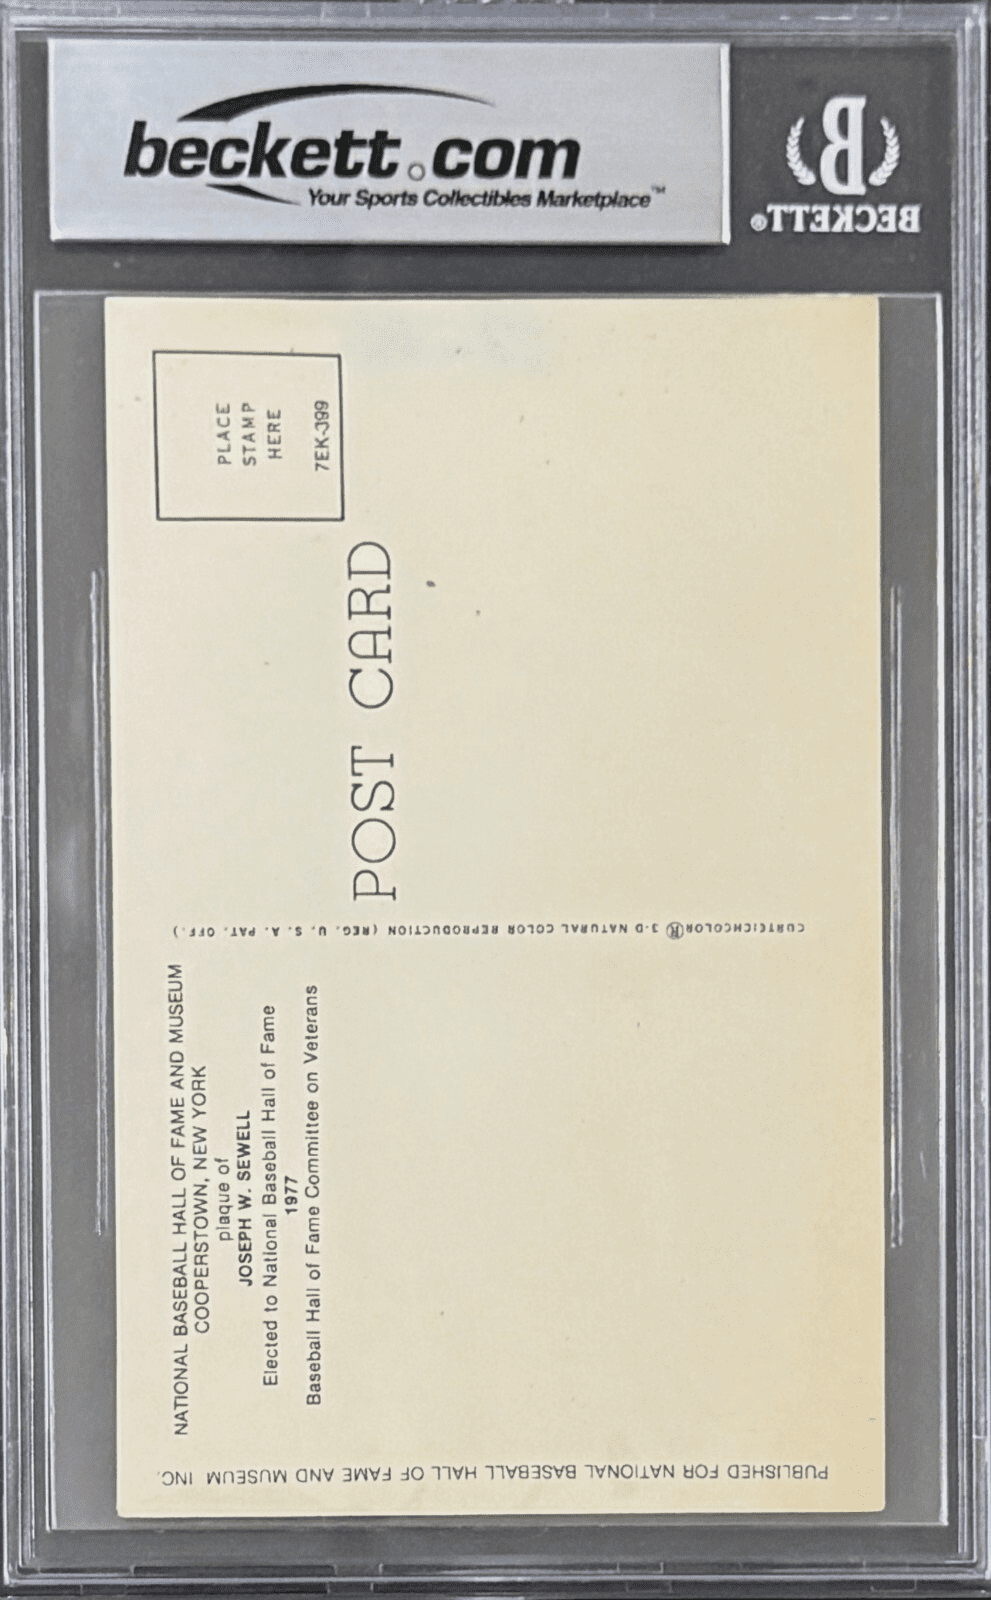 beckett.com
Your Sports Collectibles Marketplace™
B
BECKETT®
PLACE
STAMP
HERE
7EK-399
POST CARD
CURTEICHCOLOR® 3-D NATURAL COLOR REPRODUCTION (REG. U. S. A. PAT. OFF.)
NATIONAL BASEBALL HALL OF FAME AND MUSEUM
COOPERSTOWN, NEW YORK
plaque of
JOSEPH W. SEWELL
Elected to National Baseball Hall of Fame
1977
Baseball Hall of Fame Committee on Veterans
PUBLISHED FOR NATIONAL BASEBALL HALL OF FAME AND MUSEUM INC.